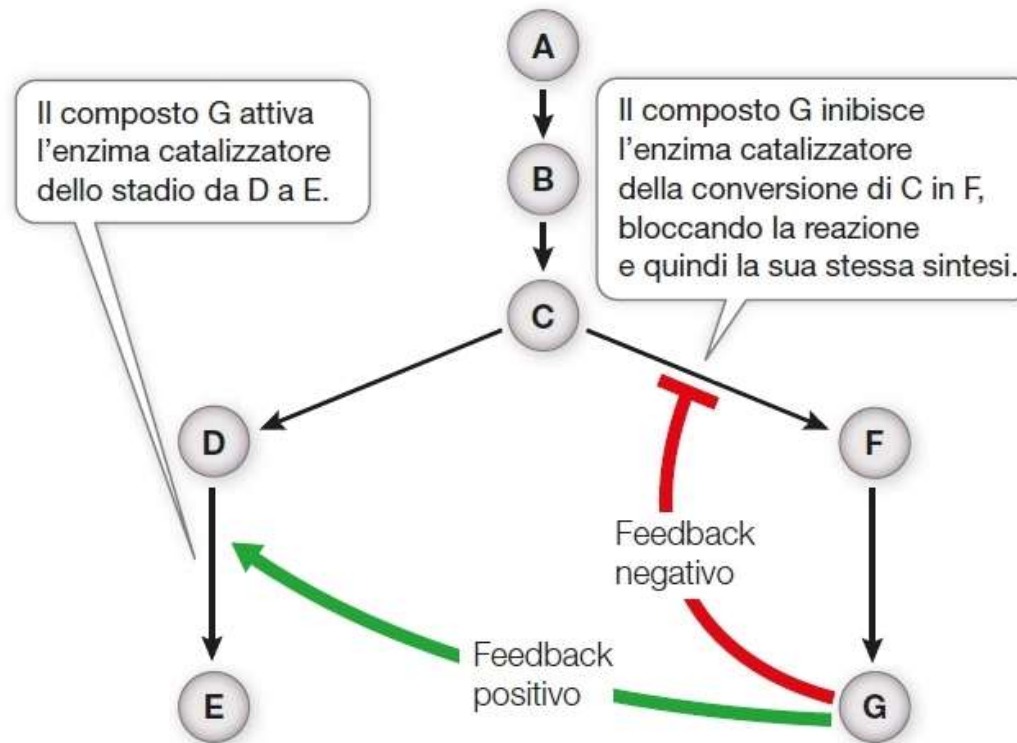 A
Il composto G attiva
l'enzima catalizzatore
dello stadio da D a E.
Il composto G inibisce
l'enzima catalizzatore
della conversione di C in F,
bloccando la reazione
e quindi la sua stessa sintesi.
B
C
D
F
Feedback
negativo
Feedback
positivo
E
G